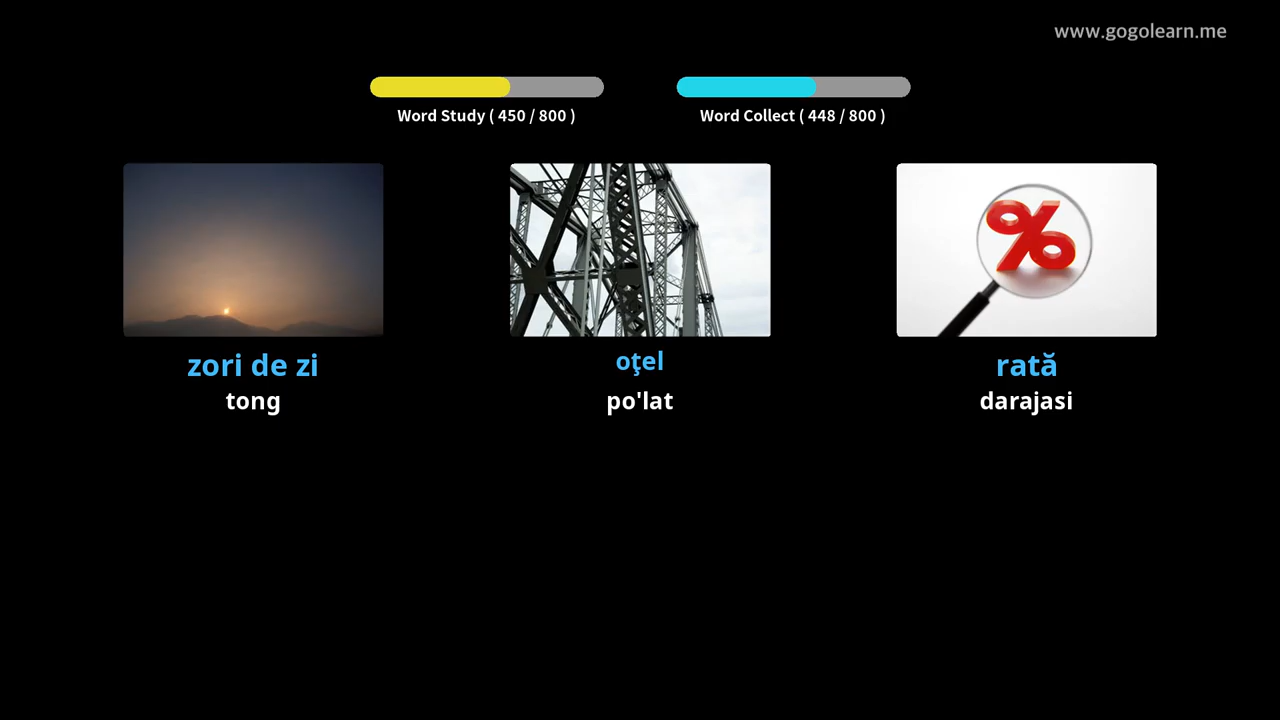 www.gogolearn.me
Word Study ( 450 / 800 )
Word Collect ( 448 / 800 )
zori de zi
tong
oţel
po'lat
rată
darajasi